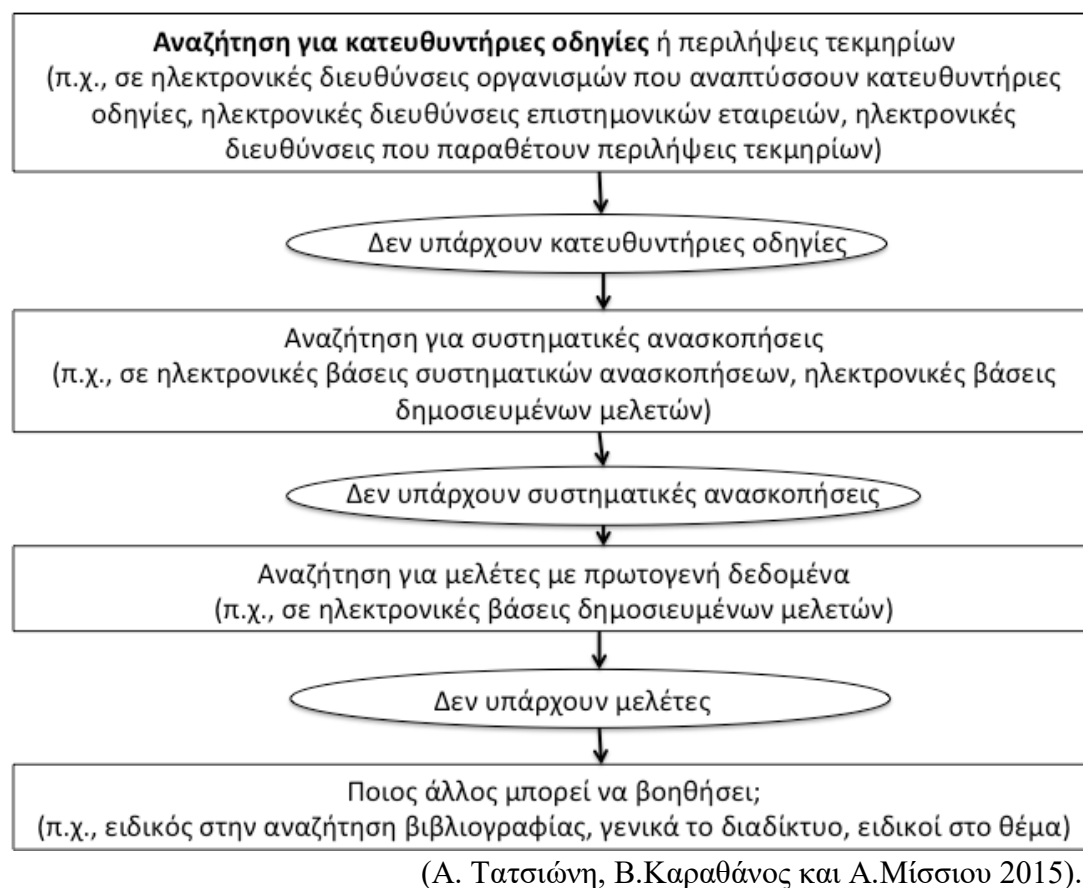 Αναζήτηση για κατευθυντήριες οδηγίες ή περιλήψεις τεκμηρίων
(π.χ., σε ηλεκτρονικές διευθύνσεις οργανισμών που αναπτύσσουν κατευθυντήριες
οδηγίες, ηλεκτρονικές διευθύνσεις επιστημονικών εταιρειών, ηλεκτρονικές
διευθύνσεις που παραθέτουν περιλήψεις τεκμηρίων)
Δεν υπάρχουν κατευθυντήριες οδηγίες
Αναζήτηση για συστηματικές ανασκοπήσεις
(π.χ., σε ηλεκτρονικές βάσεις συστηματικών ανασκοπήσεων, ηλεκτρονικές βάσεις
δημοσιευμένων μελετών)
Δεν υπάρχουν συστηματικές ανασκοπήσεις
Αναζήτηση για μελέτες με πρωτογενή δεδομένα
(π.χ., σε ηλεκτρονικές βάσεις δημοσιευμένων μελετών)
Δεν υπάρχουν μελέτες
Ποιος άλλος μπορεί να βοηθήσει;
(π.χ., ειδικός στην αναζήτηση βιβλιογραφίας, γενικά το διαδίκτυο, ειδικοί στο θέμα)
(Α. Τατσιώνη, Β.Καραθάνος και Α.Μίσσιου 2015).